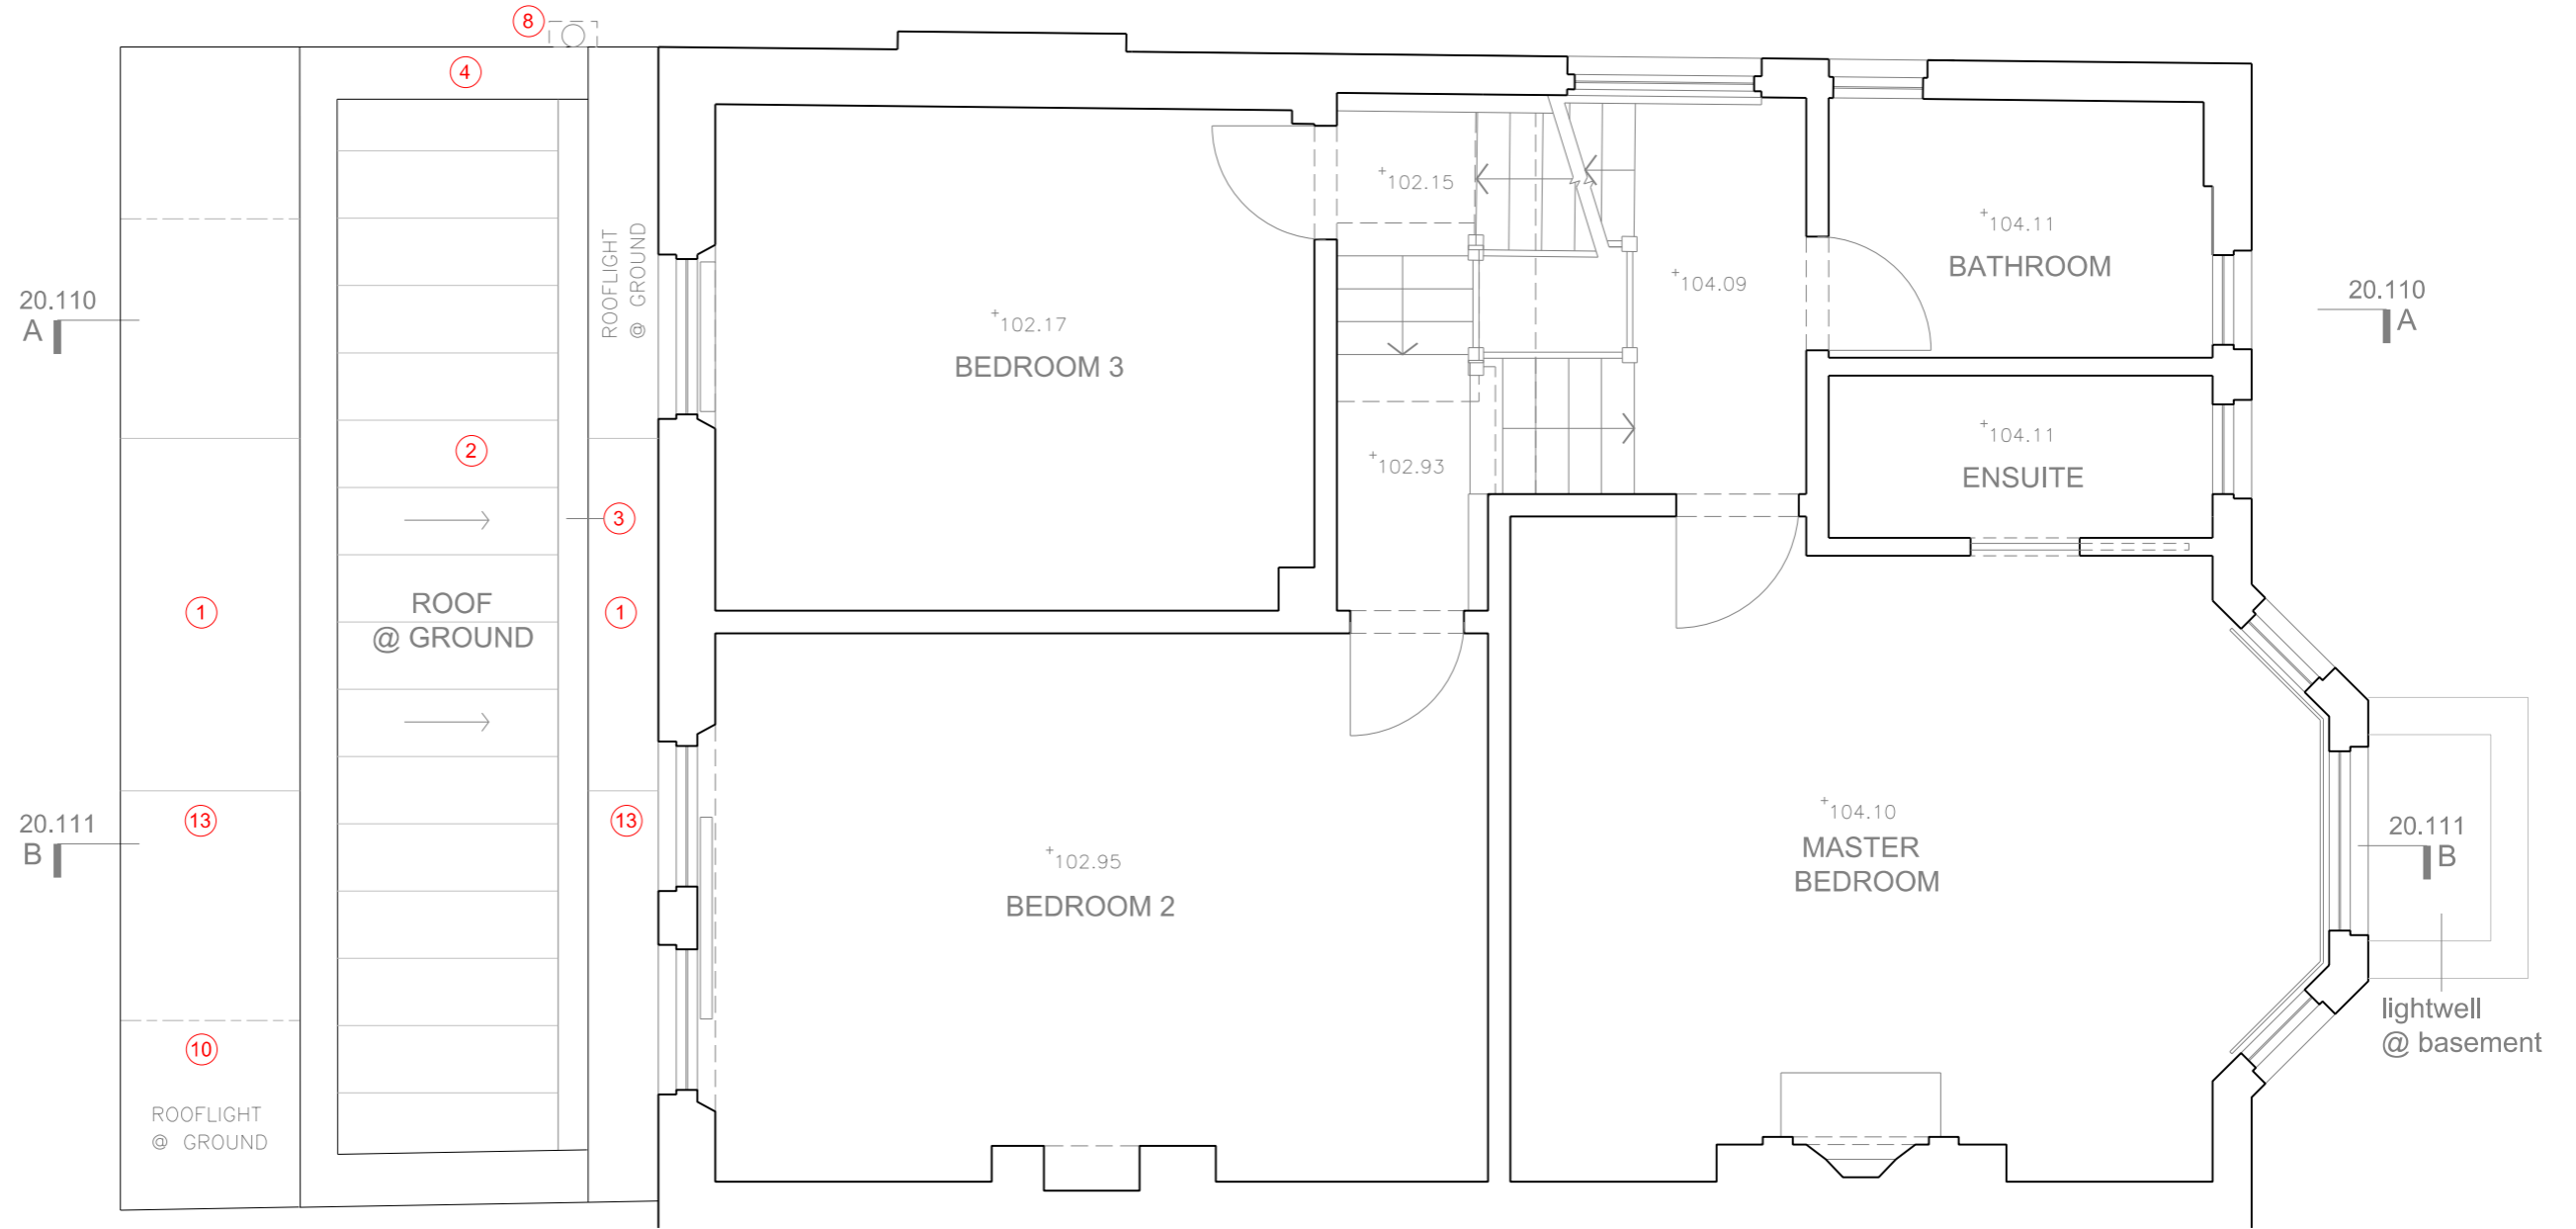 8
4
ROOFLIGHT
@ GROUND
+102.15
+104.11
BATHROOM
20.110
A
+102.17
BEDROOM 3
+104.09
20.110
A
2
3
+102.93
+104.11
ENSUITE
1
ROOF
@ GROUND
1
20.111
B
13
13
+102.95
BEDROOM 2
+104.10
MASTER
BEDROOM
20.111
B
10
ROOFLIGHT
@ GROUND
lightwell
@ basement